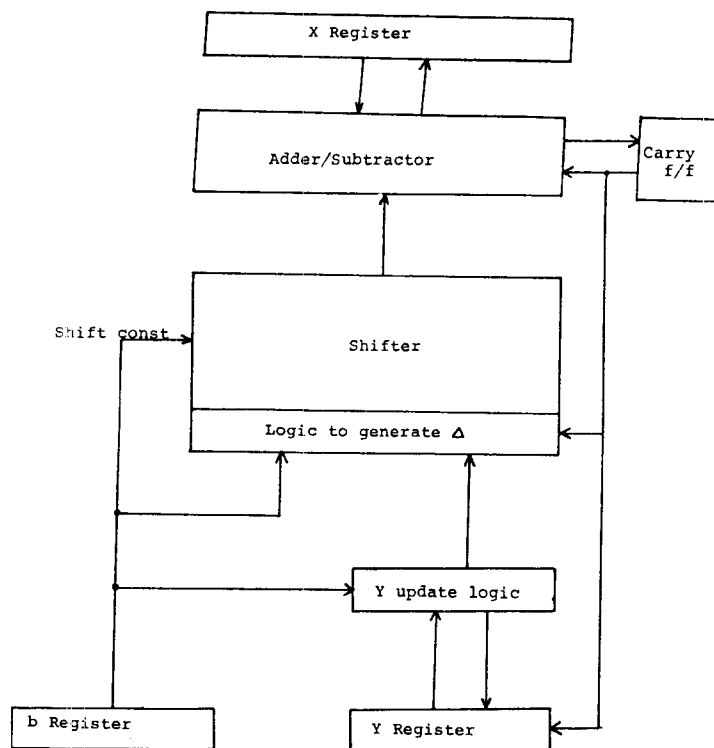 X Register
Adder/Subtractor
Carry
f/f
Shift const
Shifter
Logic to generate Δ
Y update logic
b Register
Y Register